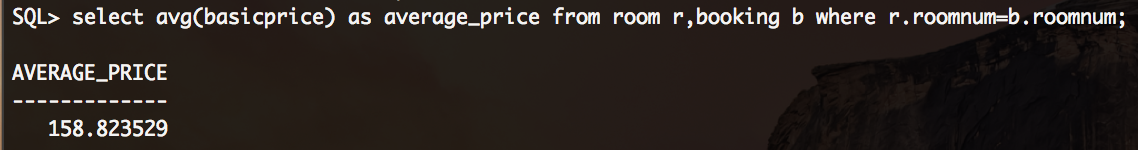 SQL> select avg(basicprice) as average_price from room r,booking b where r.roomnum=b.roomnum;
AVERAGE_PRICE
-------------
158.823529